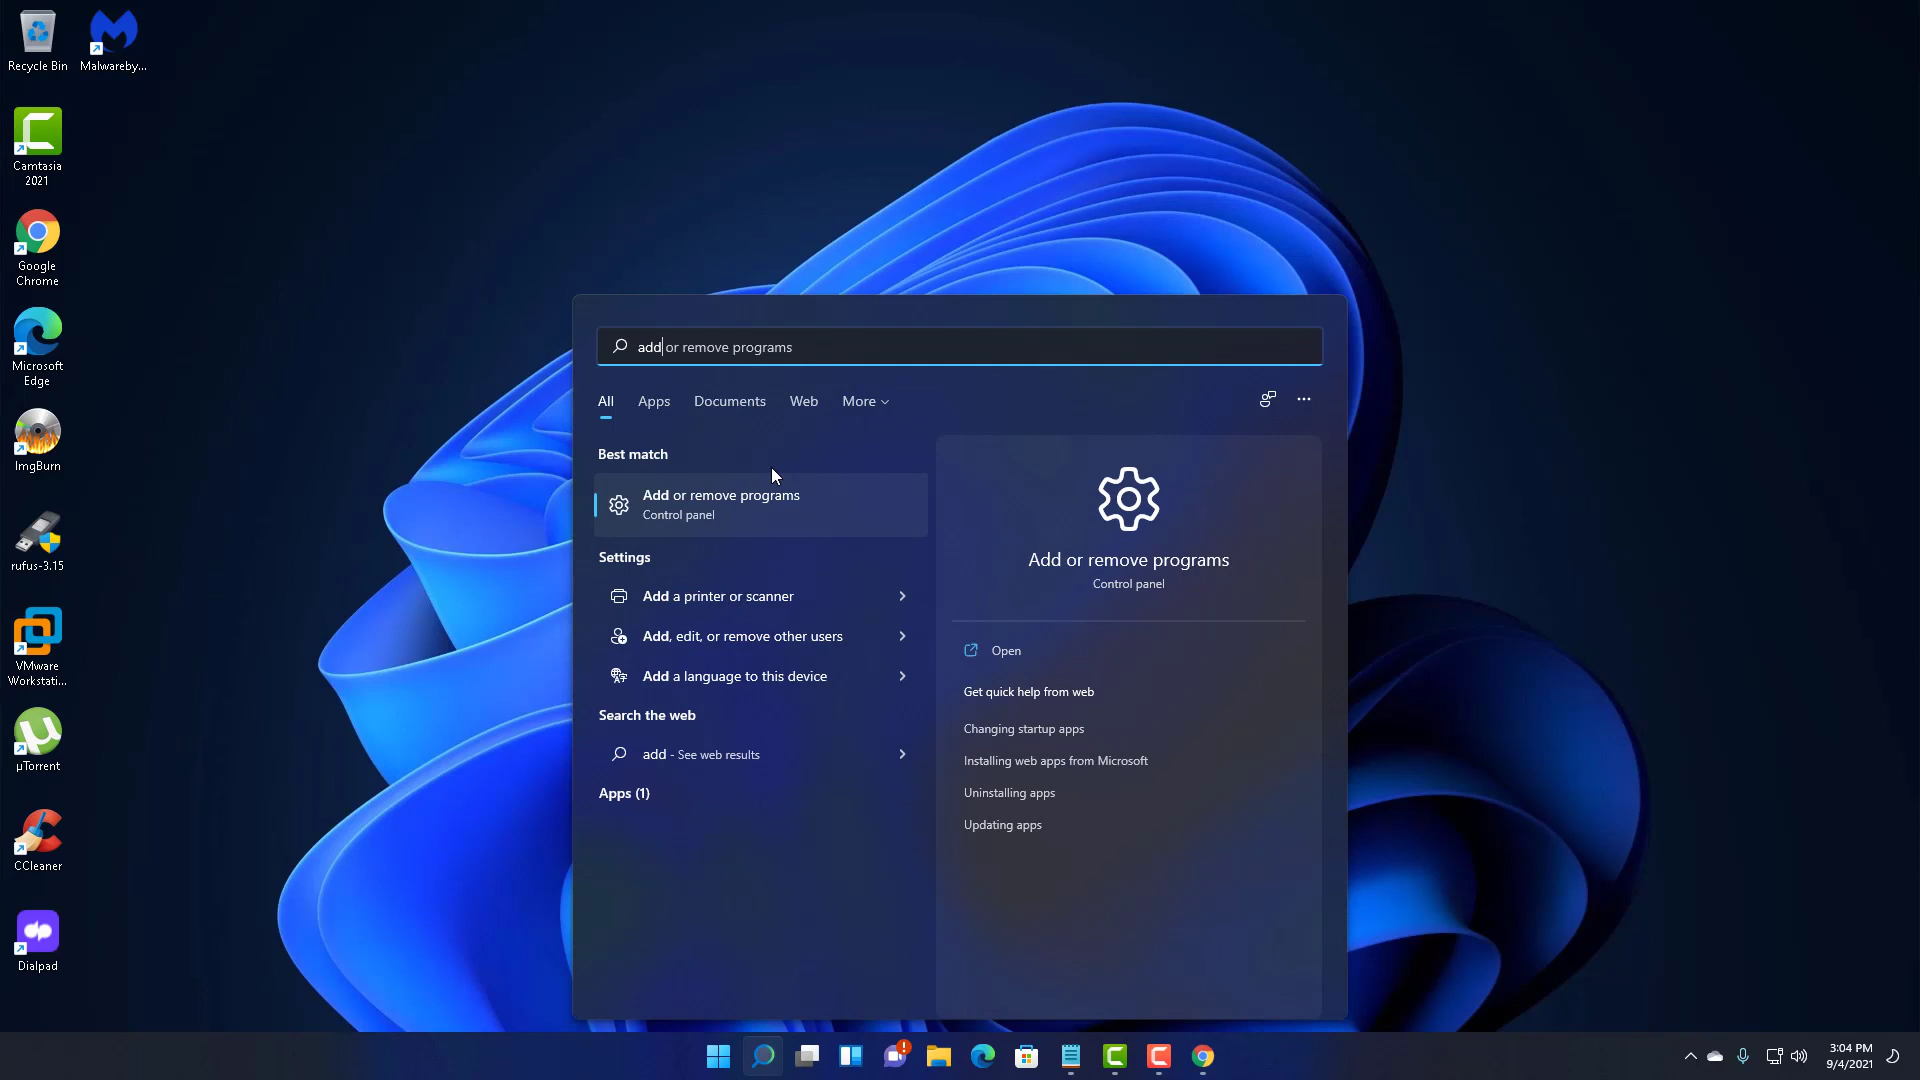 Recycle Bin
Malwareby...
Camtasia
2021
Google
Chrome
Microsoft
Edge
ImgBurn
rufus-3.15
VMware
Workstati...
µTorrent
CCleaner
Dialpad
add or remove programs
All
Apps
Documents
Web
More
Best match
Add or remove programs
Control panel
Settings
Add a printer or scanner
Add, edit, or remove other users
Add a language to this device
Search the web
add - See web results
Apps (1)
Add or remove programs
Control panel
Open
Get quick help from web
Changing startup apps
Installing web apps from Microsoft
Uninstalling apps
Updating apps
3:04 PM
9/4/2021